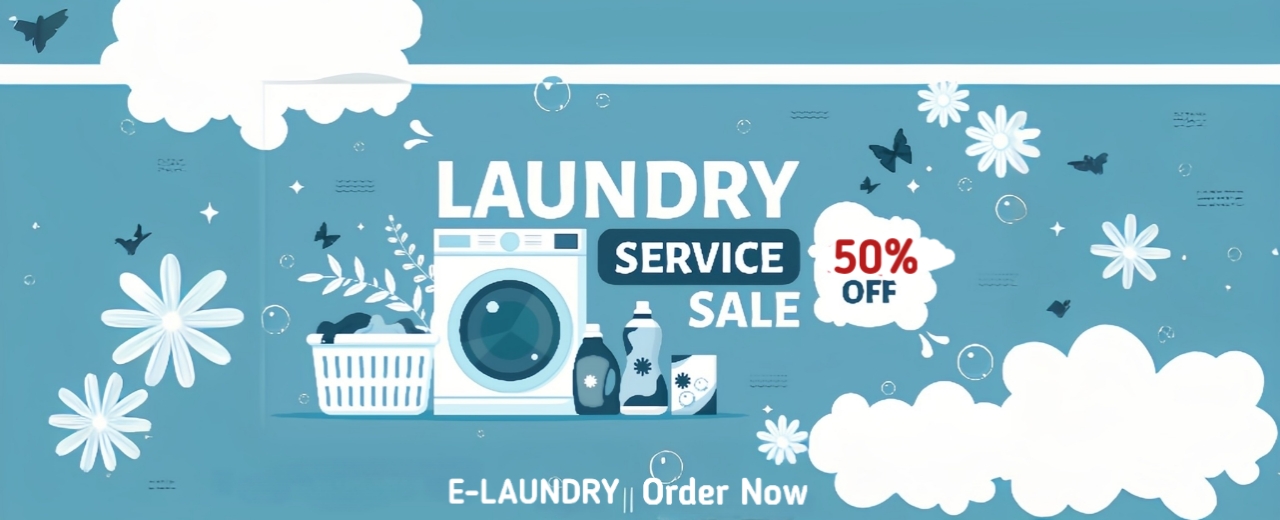 LAUNDRY
SERVICE
SALE
50%
OFF
E-LAUNDRY || Order Now